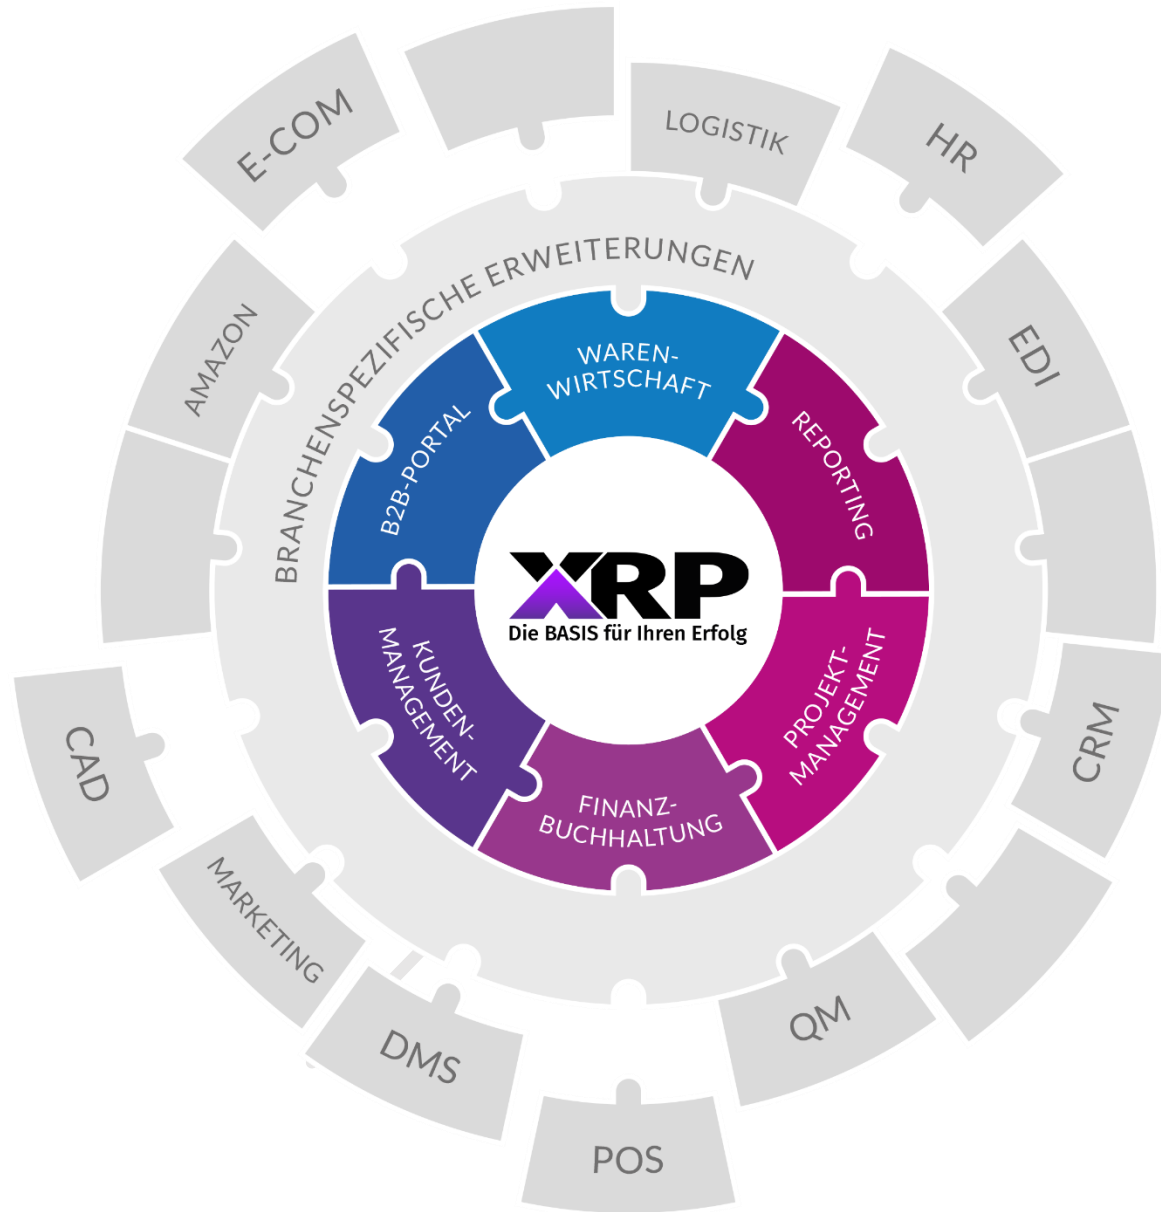 E-COM
LOGISTIK
HR
AMAZON
EDI
BRANCHENSPEZIFISCHE ERWEITERUNGEN
WAREN-
WIRTSCHAFT
B2B-PORTAL
REPORTING
XRP
Die BASIS für Ihren Erfolg
KUNDEN-
MANAGEMENT
PROJEKT-
MANAGEMENT
FINANZ-
BUCHHALTUNG
CAD
CRM
MARKETING
DMS
QM
POS